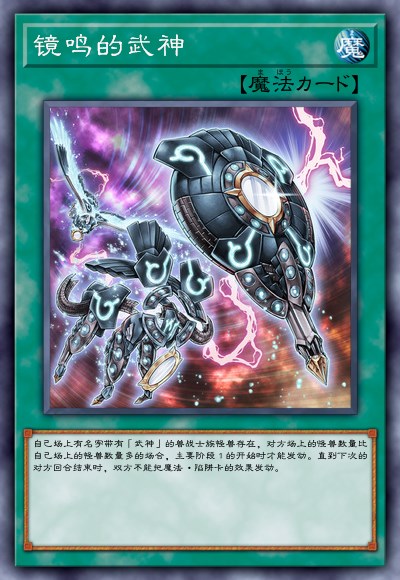 镜鸣的武神
魔
【魔法カード】
ま ほう
自己场上有名字带有「武神」的兽战士族怪兽存在，对方场上的怪兽数量比
自己场上的怪兽数量多的场合，主要阶段1的开始时才能发动。直到下次的
对方回合结束时，双方不能把魔法·陷阱卡的效果发动。